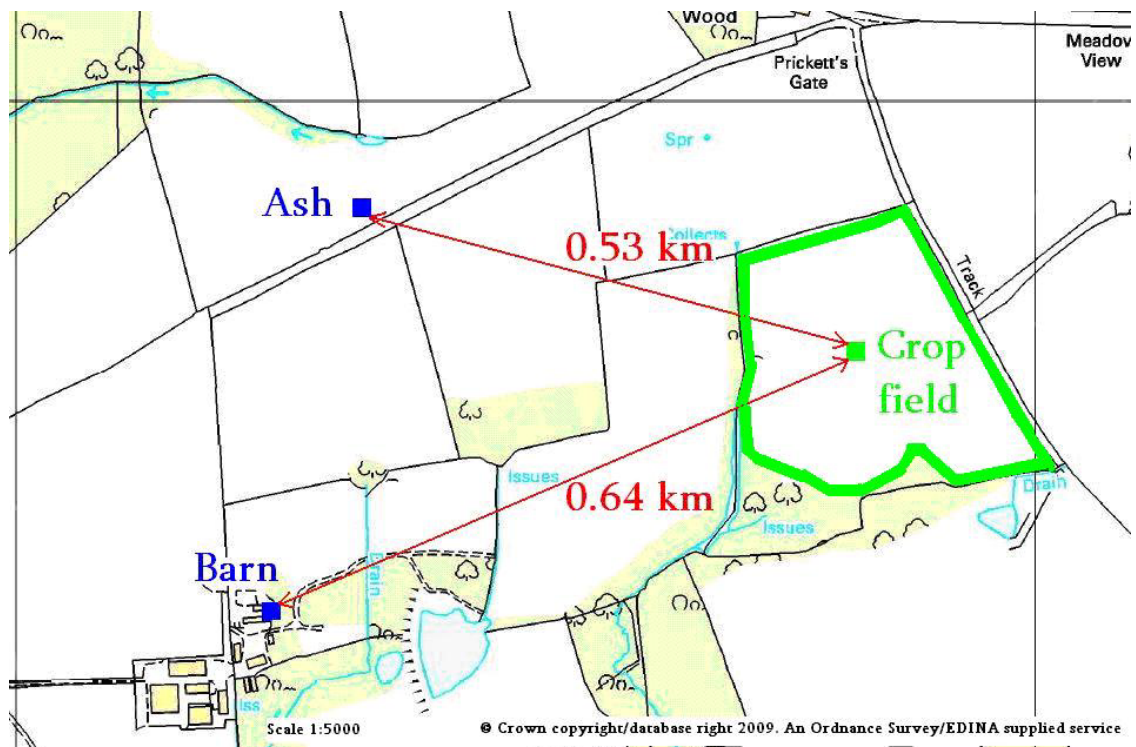 Wood
Prickett's
Gate
Meadow
View
Spr
Ash
Collects
0.53 km
Track
Crop
field
Issues
0.64 km
Drain
Issues
Barn
Drain
Iss
Scale 1:5000
© Crown copyright/database right 2009. An Ordnance Survey/EDINA supplied service